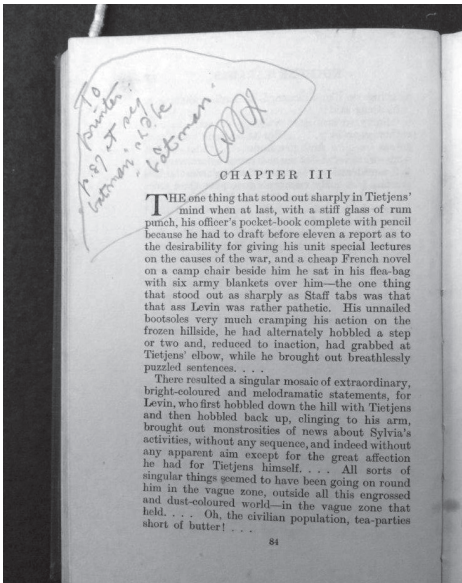 To
printer:
p. 87 et seq
batman shd be
bâtman.
CHAPTER III
THE one thing that stood out sharply in Tietjens'
mind when at last, with a stiff glass of rum
punch, his officer's pocket-book complete with pencil
because he had to draft before eleven a report as to
the desirability for giving his unit special lectures
on the causes of the war, and a cheap French novel
on a camp chair beside him he sat in his flea-bag
with six army blankets over him—the one thing
that stood out as sharply as Staff tabs was that
that ass Levin was rather pathetic. His unnailed
bootsoles very much cramping his action on the
frozen hillside, he had alternately hobbled a step
or two and, reduced to inaction, had grabbed at
Tietjens' elbow, while he brought out breathlessly
puzzled sentences. . . .
There resulted a singular mosaic of extraordinary,
bright-coloured and melodramatic statements, for
Levin, who first hobbled down the hill with Tietjens
and then hobbled back up, clinging to his arm,
brought out monstrosities of news about Sylvia's
activities, without any sequence, and indeed without
any apparent aim except for the great affection
he had for Tietjens himself. . . . All sorts of
singular things seemed to have been going on round
him in the vague zone, outside all this engrossed
and dust-coloured world—in the vague zone that
held. . . . Oh, the civilian population, tea-parties
short of butter! . . .
84